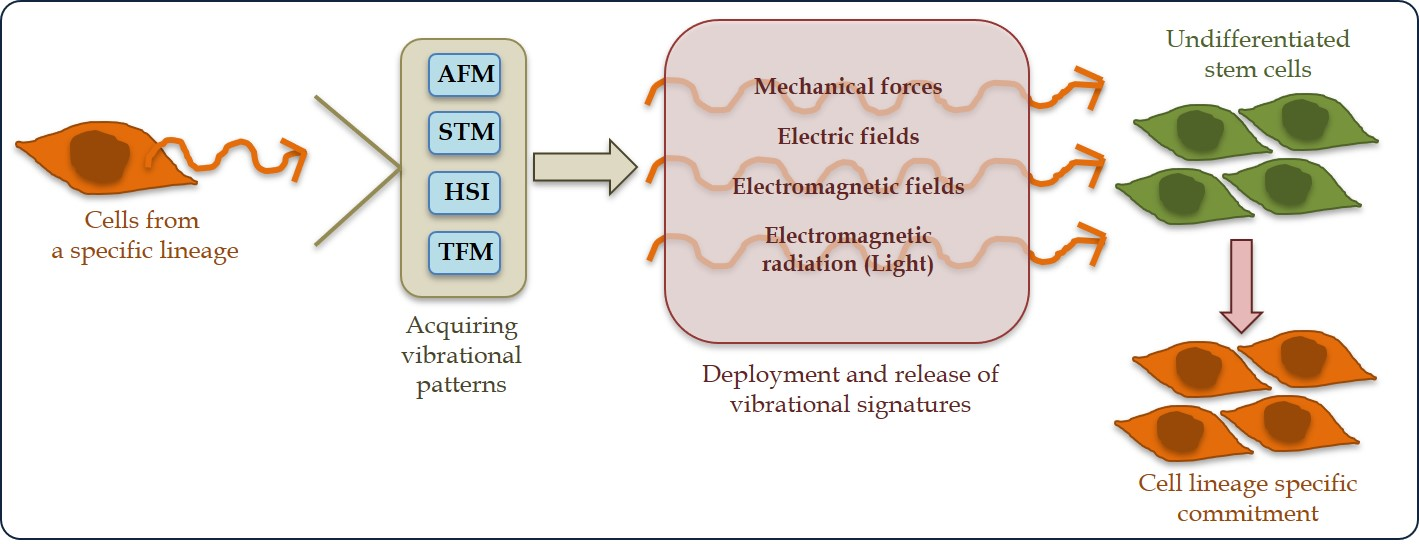 Cells from
a specific lineage
AFM
STM
HSI
TFM
Acquiring
vibrational
patterns
Mechanical forces
Electric fields
Electromagnetic fields
Electromagnetic
radiation (Light)
Deployment and release of
vibrational signatures
Undifferentiated
stem cells
Cell lineage specific
commitment